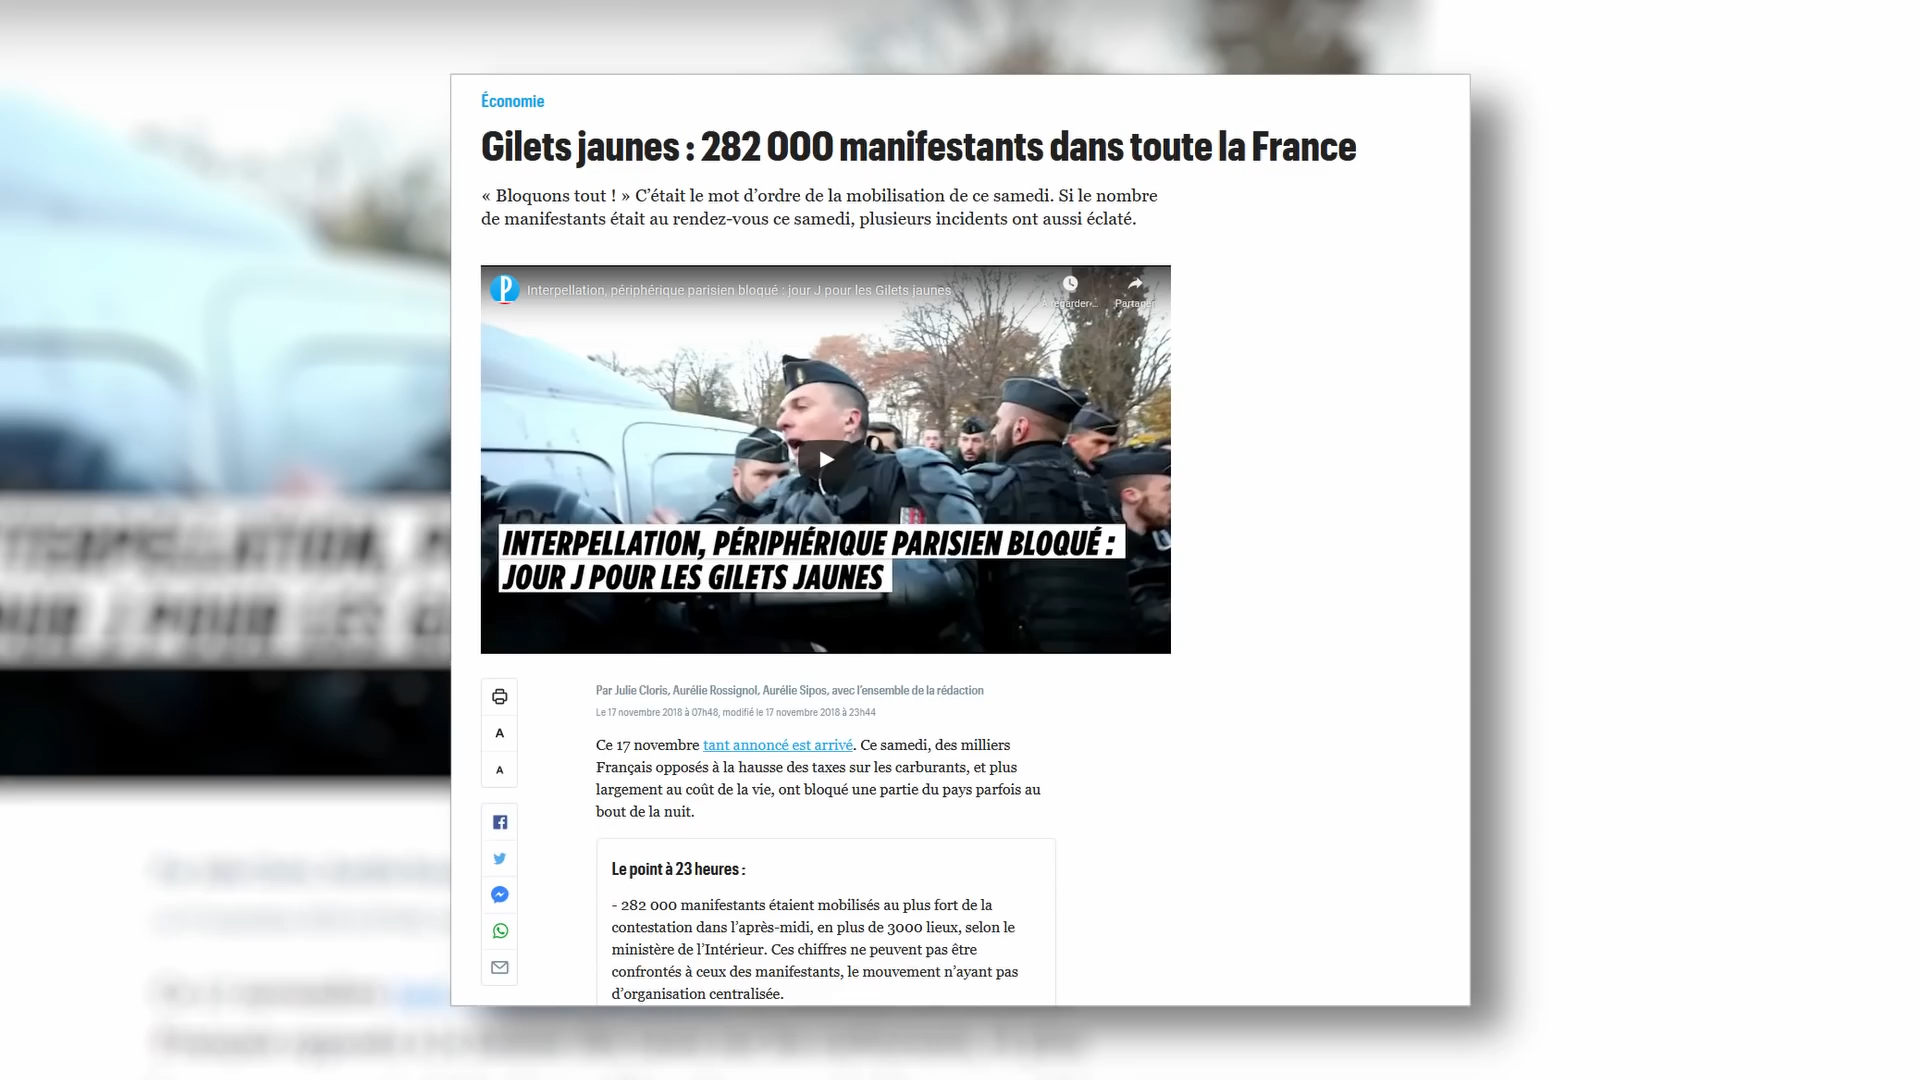 Économie
Gilets jaunes : 282 000 manifestants dans toute la France
« Bloquons tout ! » C’était le mot d’ordre de la mobilisation de ce samedi. Si le nombre
de manifestants était au rendez-vous ce samedi, plusieurs incidents ont aussi éclaté.
P Interpellation, périphérique parisien bloqué : jour J pour les Gilets jaunes
À regarder... Partager
INTERPELLATION, PÉRIPHÉRIQUE PARISIEN BLOQUÉ :
JOUR J POUR LES GILETS JAUNES
Par Julie Cloris, Aurélie Rossignol, Aurélie Sipos, avec l’ensemble de la rédaction
Le 17 novembre 2018 à 07h48, modifié le 17 novembre 2018 à 23h44
A
A
Ce 17 novembre tant annoncé est arrivé. Ce samedi, des milliers
Français opposés à la hausse des taxes sur les carburants, et plus
largement au coût de la vie, ont bloqué une partie du pays parfois au
bout de la nuit.
Le point à 23 heures :
- 282 000 manifestants étaient mobilisés au plus fort de la
contestation dans l’après-midi, en plus de 3000 lieux, selon le
ministère de l’Intérieur. Ces chiffres ne peuvent pas être
confrontés à ceux des manifestants, le mouvement n’ayant pas
d’organisation centralisée.